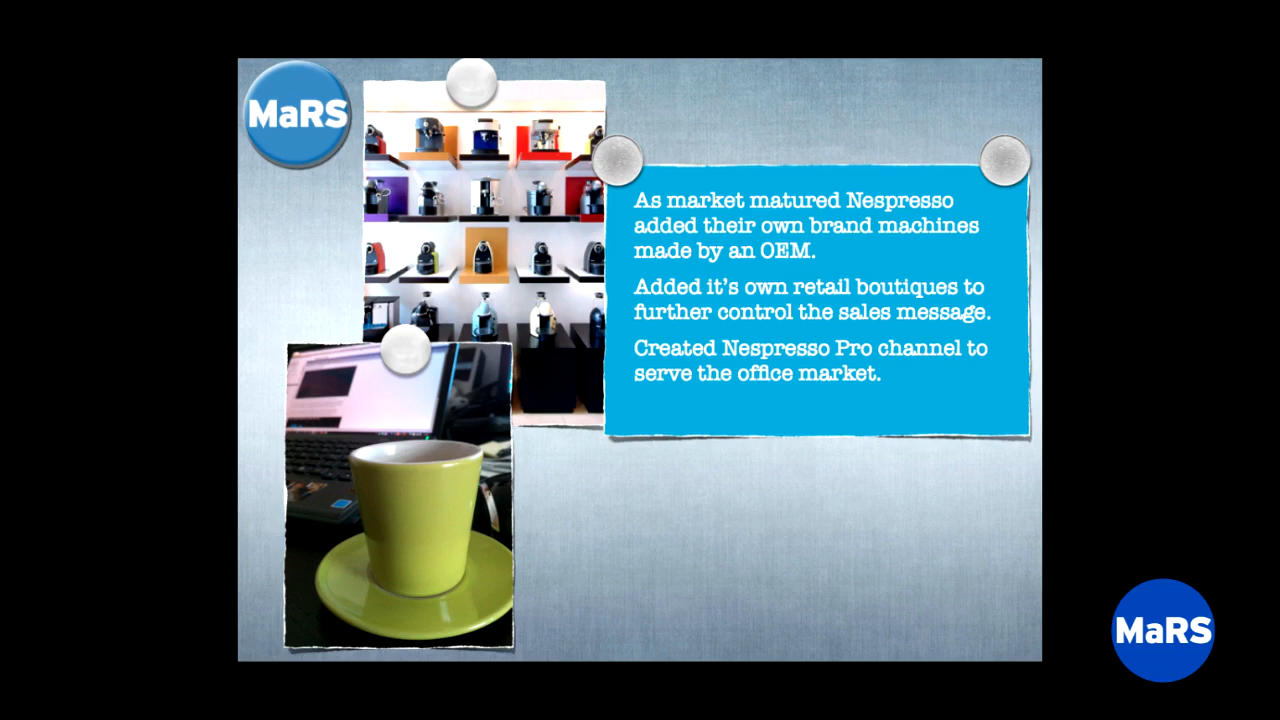 MaRS
As market matured Nespresso
added their own brand machines
made by an OEM.
Added it's own retail boutiques to
further control the sales message.
Created Nespresso Pro channel to
serve the office market.
MaRS